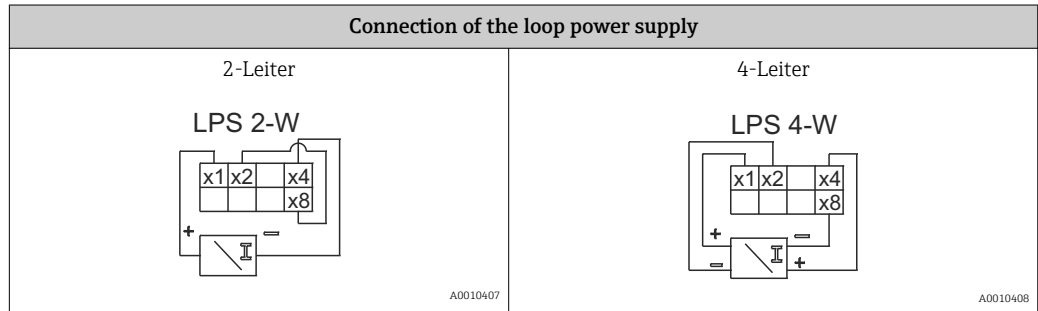 Connection of the loop power supply
2-Leiter
LPS 2-W
x1 x2 x4
x8
+ −
I
A0010407
4-Leiter
LPS 4-W
x1 x2 x4
x8
+ −
I
− +
A0010408